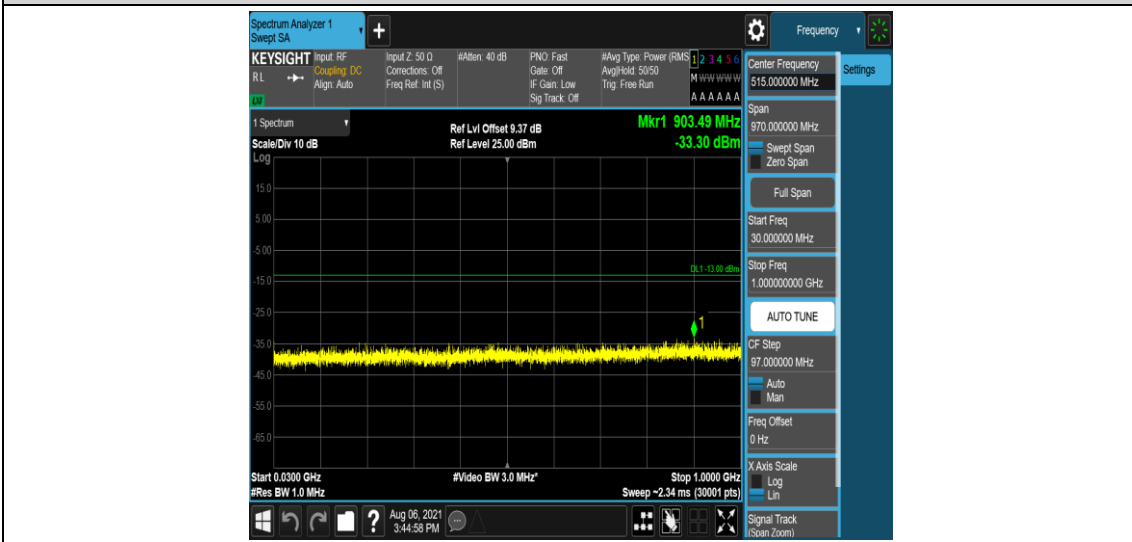 Spectrum Analyzer 1
Swept SA
+
Frequency
KEYSIGHT
RL
LXI
Input: RF
Coupling: DC
Align: Auto
Input Z: 50 Ω
Corrections: Off
Freq Ref: Int (S)
#Atten: 40 dB
PNO: Fast
Gate: Off
IF Gain: Low
Sig Track: Off
#Avg Type: Power (RMS
Avg|Hold: 50/50
Trig: Free Run
1 2 3 4 5 6
M W W W W W
A A A A A A
1 Spectrum
Scale/Div 10 dB
Log
Ref Lvl Offset 9.37 dB
Ref Level 25.00 dBm
Mkr1 903.49 MHz
-33.30 dBm
15.0
5.00
-5.00
-15.0
-25.0
-35.0
-45.0
-55.0
-65.0
DL1 -13.00 dBm
1
Start 0.0300 GHz
#Res BW 1.0 MHz
#Video BW 3.0 MHz*
Stop 1.0000 GHz
Sweep ~2.34 ms (30001 pts)
?
Aug 06, 2021
3:44:58 PM
Center Frequency
515.000000 MHz
Settings
Span
970.000000 MHz
Swept Span
Zero Span
Full Span
Start Freq
30.000000 MHz
Stop Freq
1.000000000 GHz
AUTO TUNE
CF Step
97.000000 MHz
Auto
Man
Freq Offset
0 Hz
X Axis Scale
Log
Lin
Signal Track
(Span Zoom)